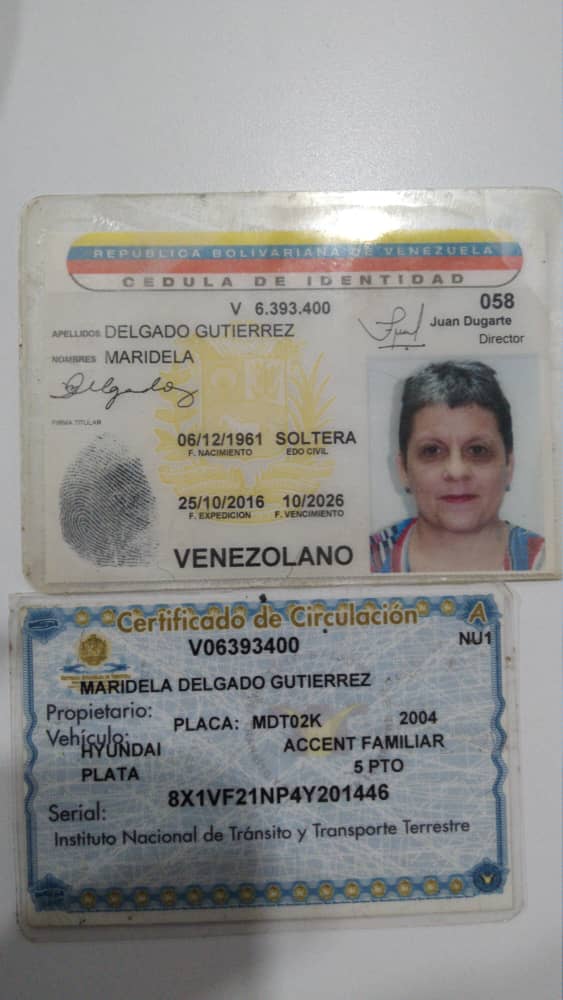 REPUBLICA BOLIVARIANA DE VENEZUELA
CEDULA DE IDENTIDAD
V 6.393.400
058
APELLIDOS DELGADO GUTIERREZ
Juan Dugarte
Director
NOMBRES MARIDELA
FIRMA TITULAR
06/12/1961 SOLTERA
F. NACIMIENTO EDO CIVIL
25/10/2016 10/2026
F. EXPEDICION F. VENCIMIENTO
VENEZOLANO
Certificado de Circulación A
V06393400 NU1
MARIDELA DELGADO GUTIERREZ
Propietario:
PLACA: MDT02K 2004
Vehículo:
HYUNDAI ACCENT FAMILIAR
PLATA 5 PTO
8X1VF21NP4Y201446
Serial:
Instituto Nacional de Tránsito y Transporte Terrestre